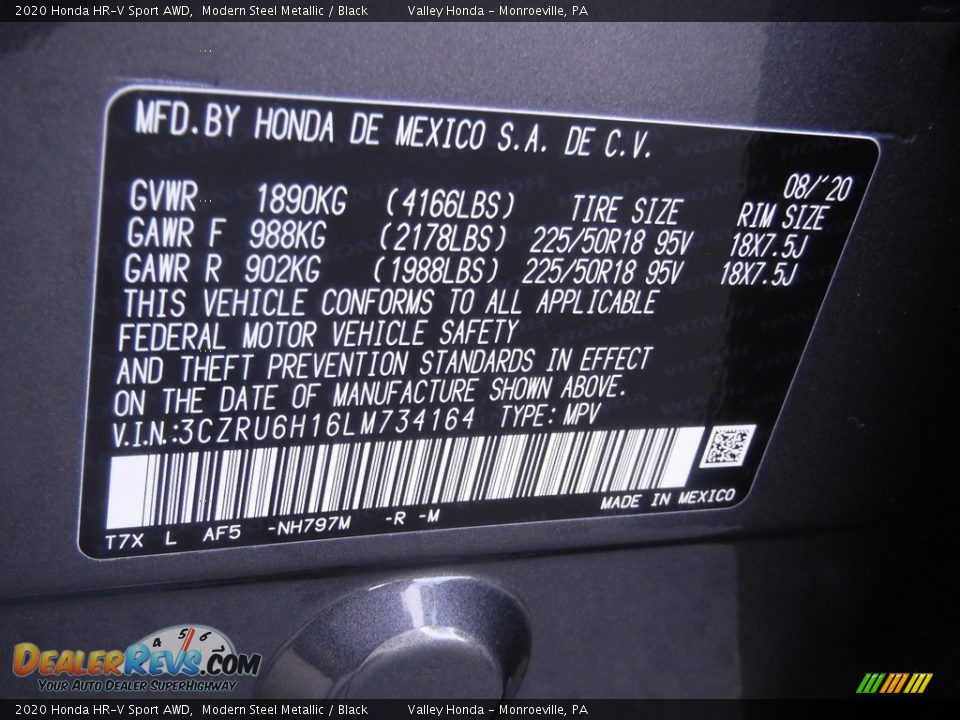 2020 Honda HR-V Sport AWD, Modern Steel Metallic / Black Valley Honda - Monroeville, PA
MFD.BY HONDA DE MEXICO S.A. DE C.V.
08/'20
GVWR 1890KG (4166LBS) TIRE SIZE RIM SIZE
GAWR F 988KG (2178LBS) 225/50R18 95V 18X7.5J
GAWR R 902KG (1988LBS) 225/50R18 95V 18X7.5J
THIS VEHICLE CONFORMS TO ALL APPLICABLE
FEDERAL MOTOR VEHICLE SAFETY
AND THEFT PREVENTION STANDARDS IN EFFECT
ON THE DATE OF MANUFACTURE SHOWN ABOVE.
V.I.N.:3CZRU6H16LM734164 TYPE: MPV
MADE IN MEXICO
T7X L AF5 -NH797M -R -M
4 5 6
DealerRevs.com
Your Auto Dealer SuperHighway
2020 Honda HR-V Sport AWD, Modern Steel Metallic / Black Valley Honda - Monroeville, PA